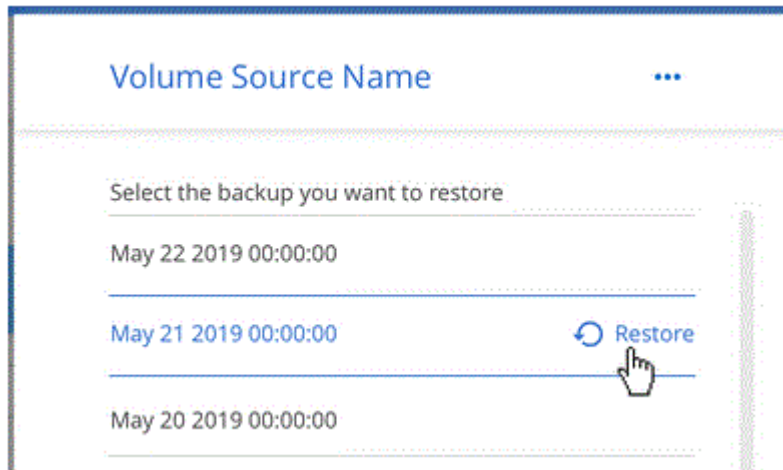 Volume Source Name
Select the backup you want to restore
May 22 2019 00:00:00
May 21 2019 00:00:00 Restore
May 20 2019 00:00:00